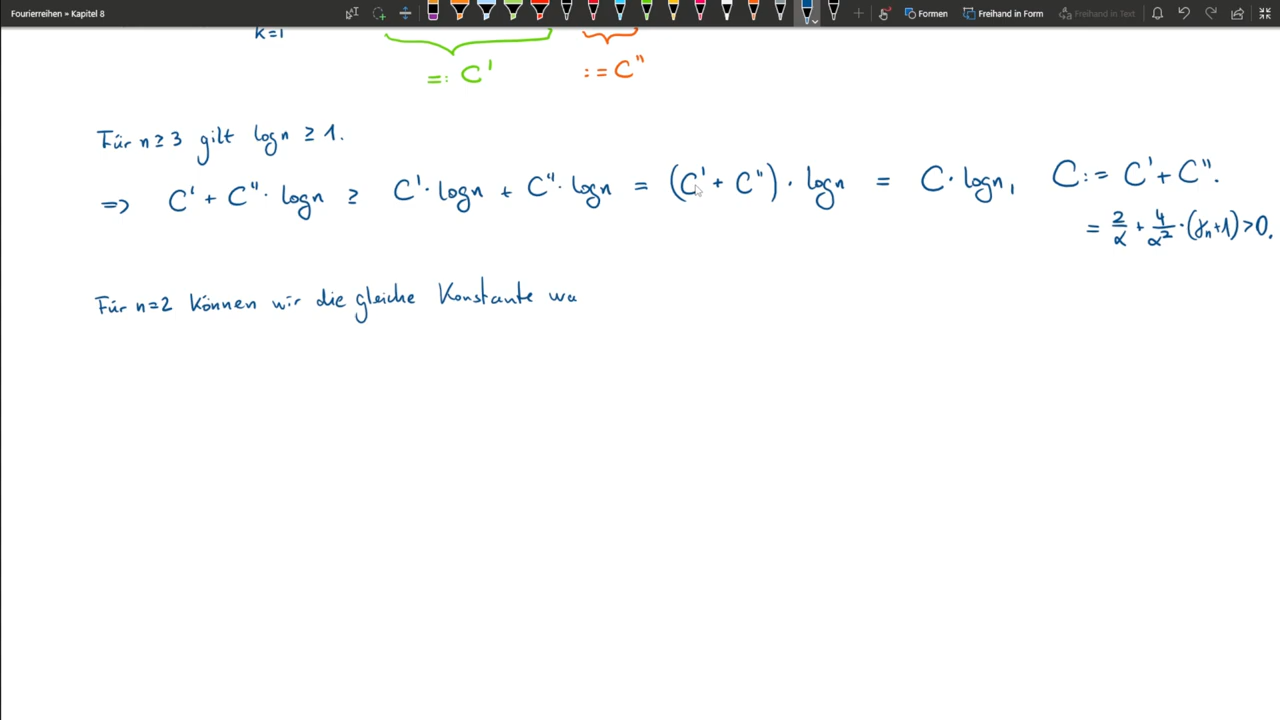 Fourierreihen » Kapitel 8
Formen
Freihand in Form
Freihand in Text
K=1
=: C'
:= C"
Für n ≥ 3 gilt log n ≥ 1.
=> C' + C" · log n ≥ C' · log n + C" · log n = (C' + C") · log n = C · log n, C := C' + C".
= 2/α + 4/α² · (γn+1) > 0.
Für n=2 können wir die gleiche Konstante wä